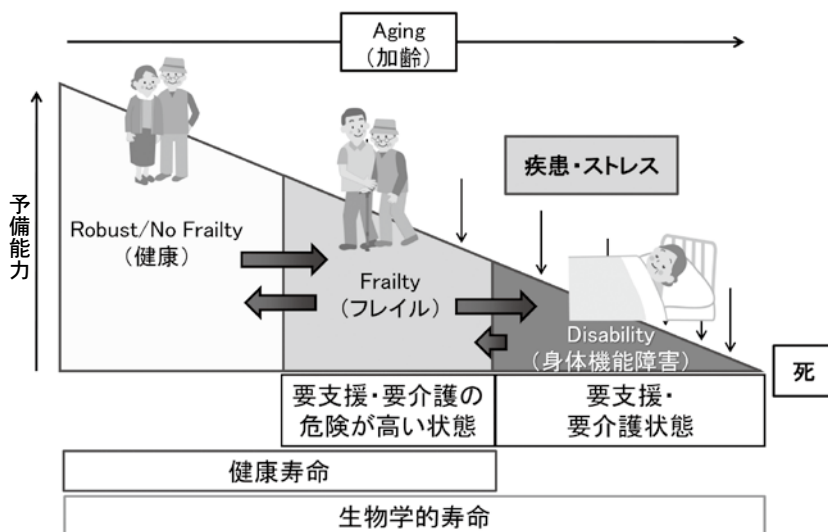 Aging
(加齢)
予備能力
疾患・ストレス
Robust/No Frailty
(健康)
Frailty
(フレイル)
Disability
(身体機能障害)
死
要支援・要介護の
危険が高い状態
要支援・
要介護状態
健康寿命
生物学的寿命